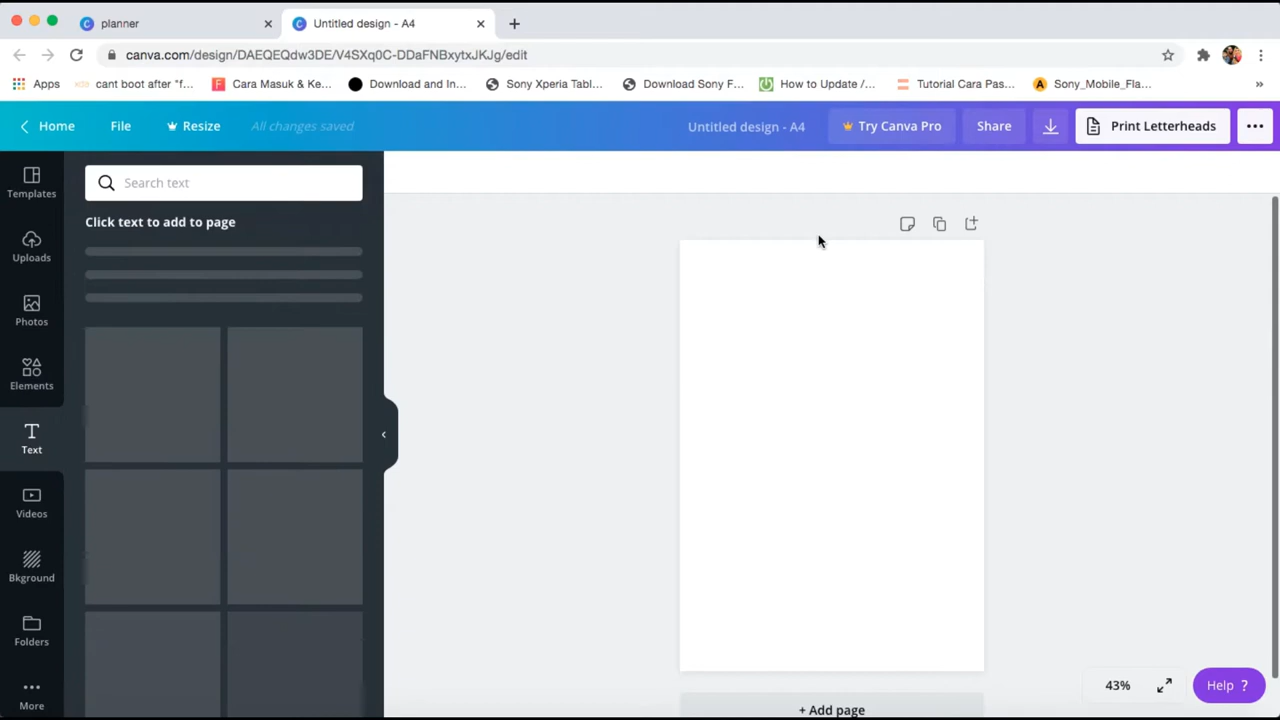 planner
Untitled design - A4
canva.com/design/DAEQEQdw3DE/V4SXq0C-DDaFNBxytxJKJg/edit
Apps
cant boot after "f...
Cara Masuk & Ke...
Download and In...
Sony Xperia Tabl...
Download Sony F...
How to Update /...
Tutorial Cara Pas...
Sony_Mobile_Fla...
Home
File
Resize
All changes saved
Untitled design - A4
Try Canva Pro
Share
Print Letterheads
Templates
Uploads
Photos
Elements
Text
Videos
Bkground
Folders
More
Search text
Click text to add to page
+ Add page
43%
Help ?